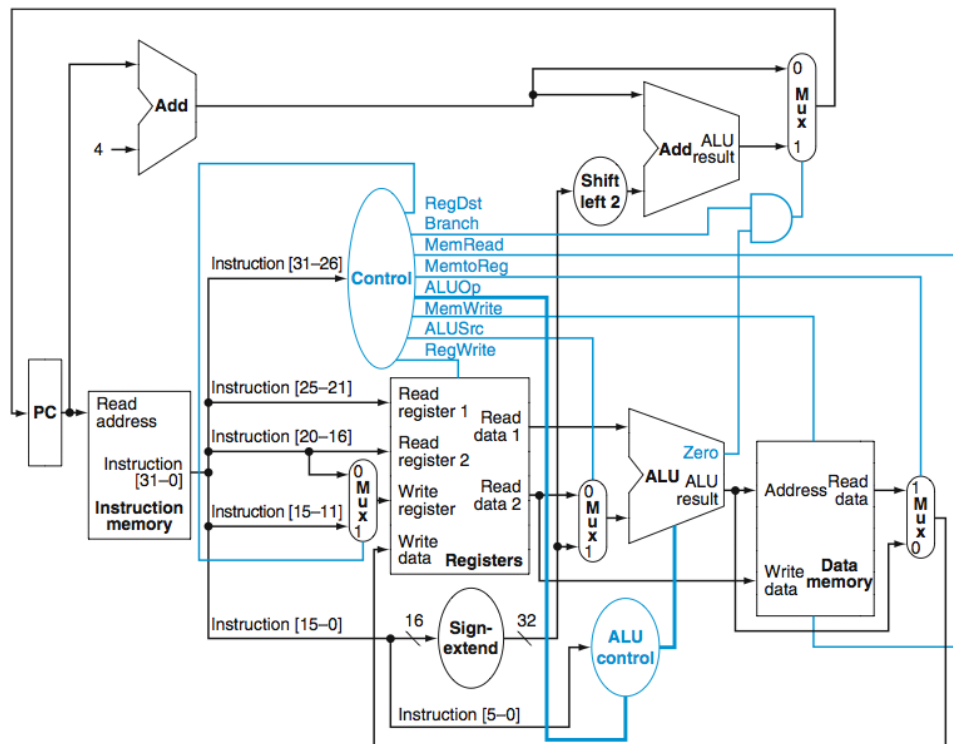 0
M
u
x
1
Add
ALU
Add result
4
Shift
left 2
RegDst
Branch
MemRead
Instruction [31–26]
Control
MemtoReg
ALUOp
MemWrite
ALUSrc
RegWrite
PC
Read
address
Instruction
[31–0]
Instruction
memory
Instruction [25–21]
Instruction [20–16]
Instruction [15–11]
0
M
u
x
1
Read
register 1
Read
register 2
Write
register
Write
data
Read
data 1
Read
data 2
Registers
0
M
u
x
1
Zero
ALU
ALU
result
Address
Read
data
Write
data
Data
memory
1
M
u
x
0
Instruction [15–0]
16
Sign-
extend
32
ALU
control
Instruction [5–0]